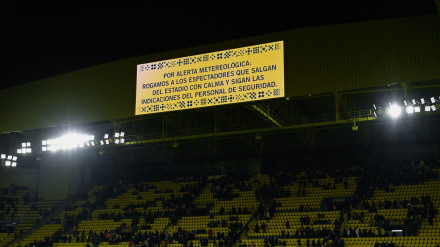 POR ALERTA METEREOLÓGICA:
ROGAMOS A LOS ESPECTADORES QUE SALGAN
DEL ESTADIO CON CALMA Y SIGAN LAS
INDICACIONES DEL PERSONAL DE SEGURIDAD.